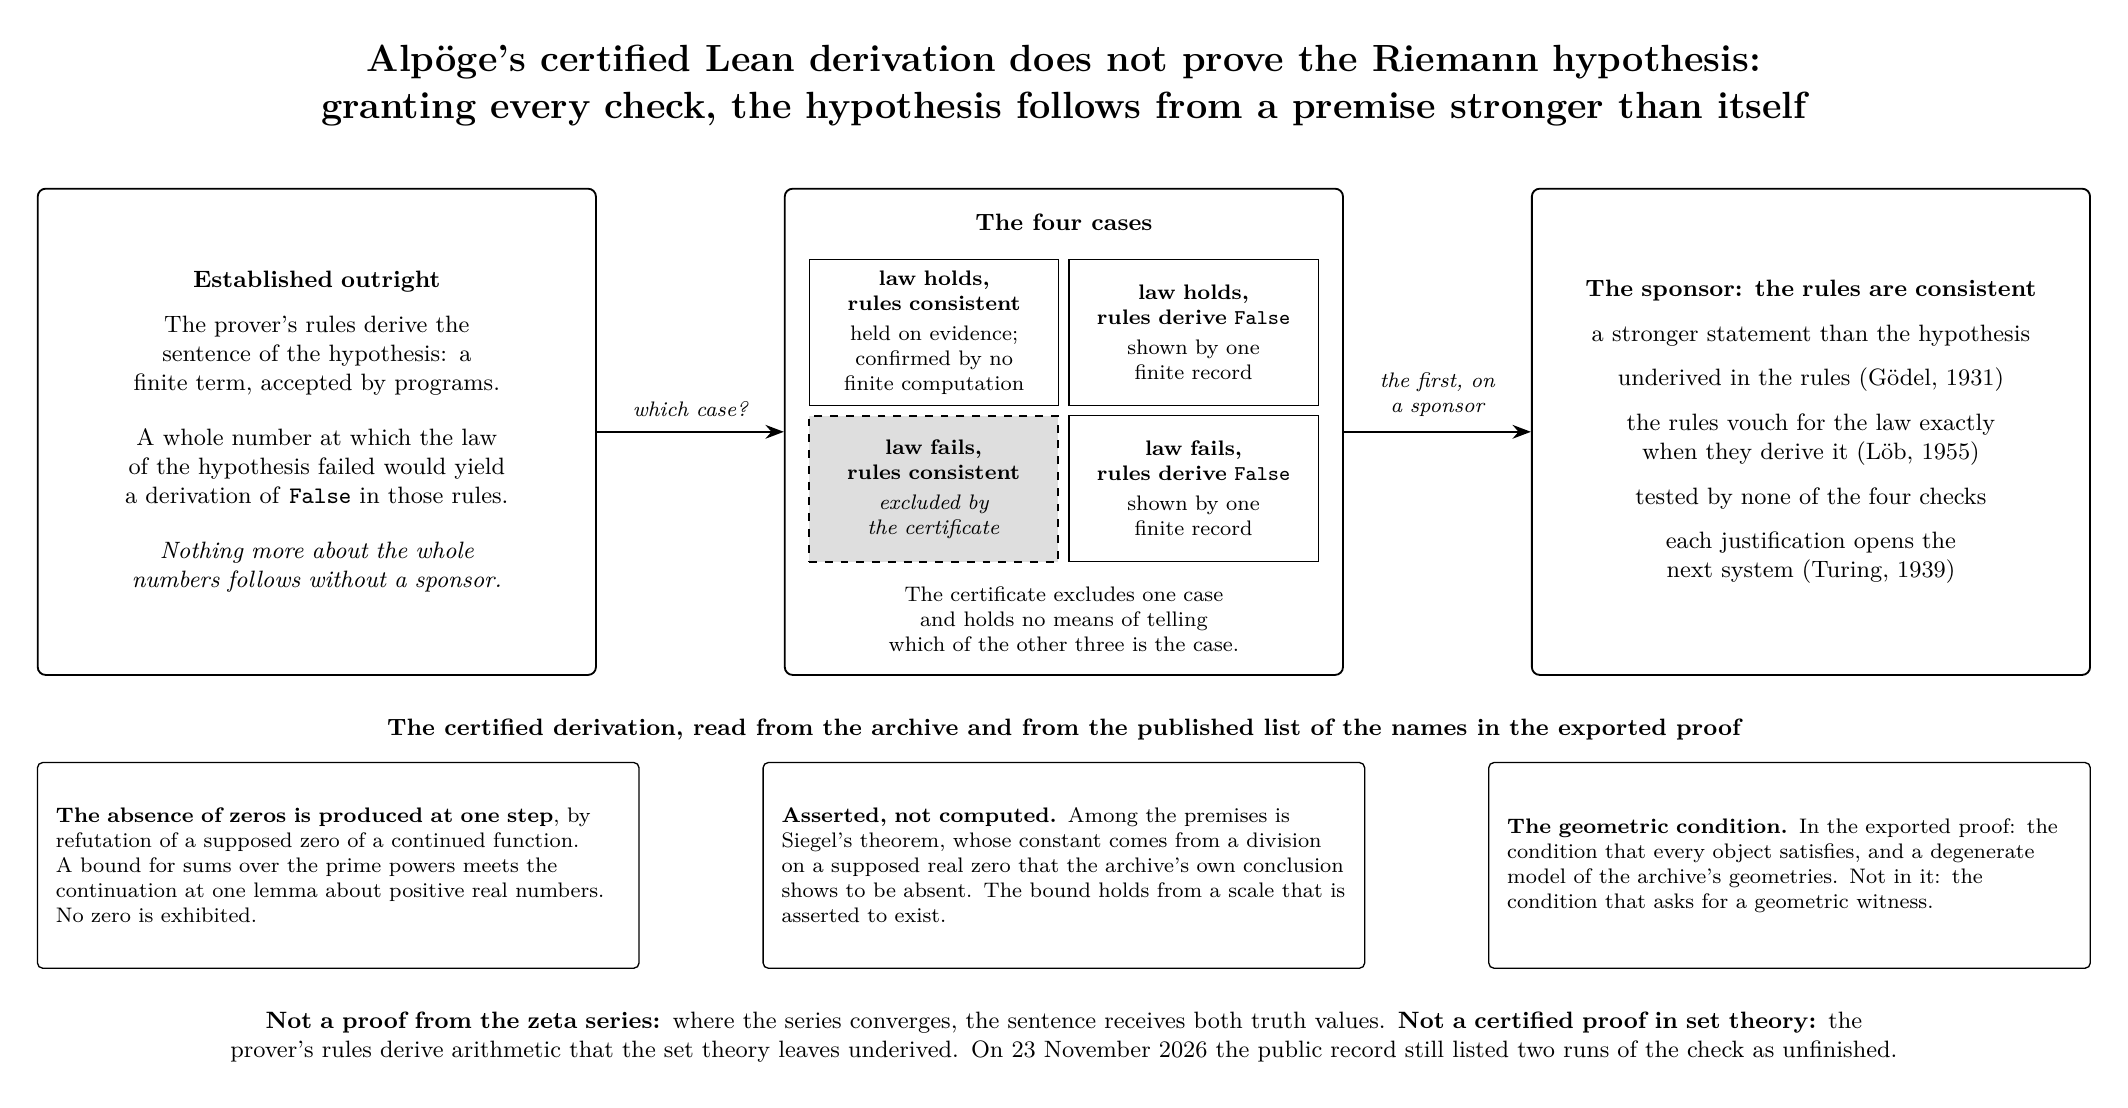 Alpöge's certified Lean derivation does not prove the Riemann hypothesis:
granting every check, the hypothesis follows from a premise stronger than itself
Established outright
The prover's rules derive the
sentence of the hypothesis: a
finite term, accepted by programs.
A whole number at which the law
of the hypothesis failed would yield
a derivation of False in those rules.
Nothing more about the whole
numbers follows without a sponsor.
which case?
The four cases
law holds,
rules consistent
held on evidence;
confirmed by no
finite computation
law holds,
rules derive False
shown by one
finite record
law fails,
rules consistent
excluded by
the certificate
law fails,
rules derive False
shown by one
finite record
The certificate excludes one case
and holds no means of telling
which of the other three is the case.
the first, on
a sponsor
The sponsor: the rules are consistent
a stronger statement than the hypothesis
underived in the rules (Gödel, 1931)
the rules vouch for the law exactly
when they derive it (Löb, 1955)
tested by none of the four checks
each justification opens the
next system (Turing, 1939)
The certified derivation, read from the archive and from the published list of the names in the exported proof
The absence of zeros is produced at one step, by
refutation of a supposed zero of a continued function.
A bound for sums over the prime powers meets the
continuation at one lemma about positive real numbers.
No zero is exhibited.
Asserted, not computed. Among the premises is
Siegel's theorem, whose constant comes from a division
on a supposed real zero that the archive's own conclusion
shows to be absent. The bound holds from a scale that is
asserted to exist.
The geometric condition. In the exported proof: the
condition that every object satisfies, and a degenerate
model of the archive's geometries. Not in it: the
condition that asks for a geometric witness.
Not a proof from the zeta series: where the series converges, the sentence receives both truth values. Not a certified proof in set theory: the
prover's rules derive arithmetic that the set theory leaves underived. On 23 November 2026 the public record still listed two runs of the check as unfinished.